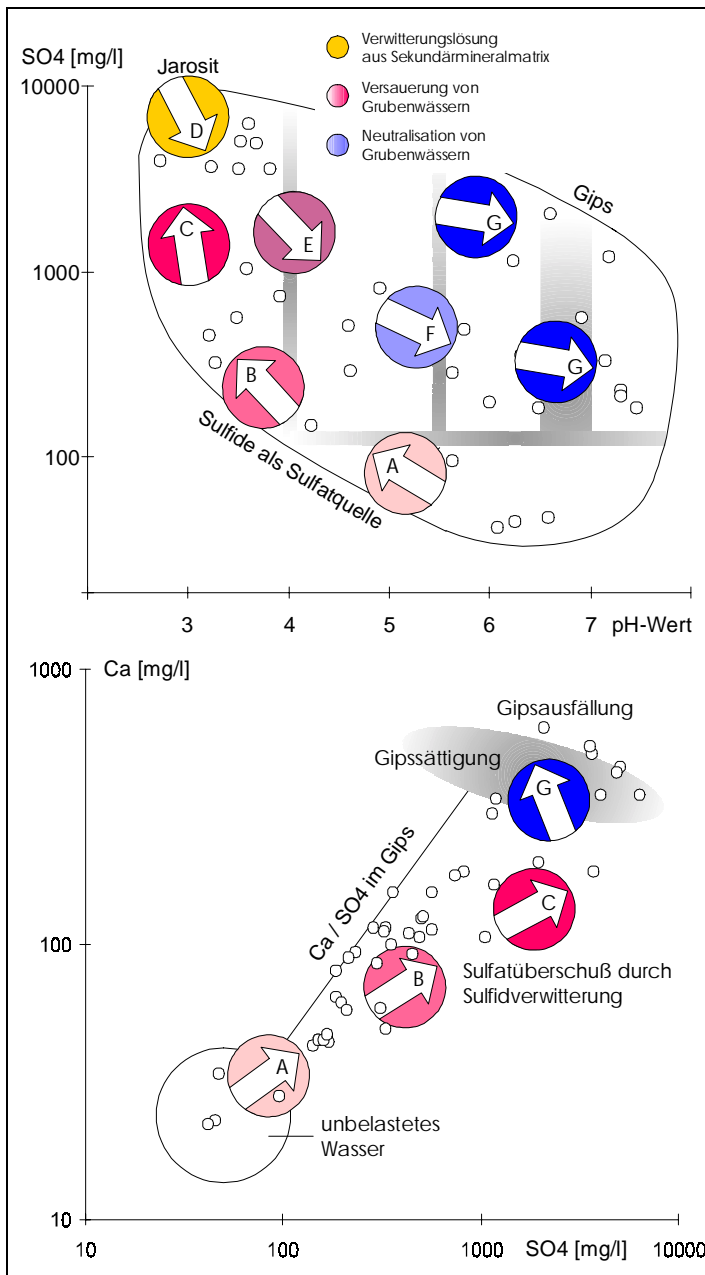 SO4 [mg/l]
Jarosit
Verwitterungslösung
aus Sekundärmineralmatrix
Versauerung von
Grubenwässern
Neutralisation von
Grubenwässern
10000
D
Gips
C
E
G
1000
F
G
B
Sulfide als Sulfatquelle
A
100
3 4 5 6 7 pH-Wert
Ca [mg/l]
1000
Gipsausfällung
Gipssättigung
G
Ca / SO4 im Gips
C
100
B
Sulfatüberschuß durch
Sulfidverwitterung
A
unbelastetes
Wasser
10
10 100 1000 10000
SO4 [mg/l]